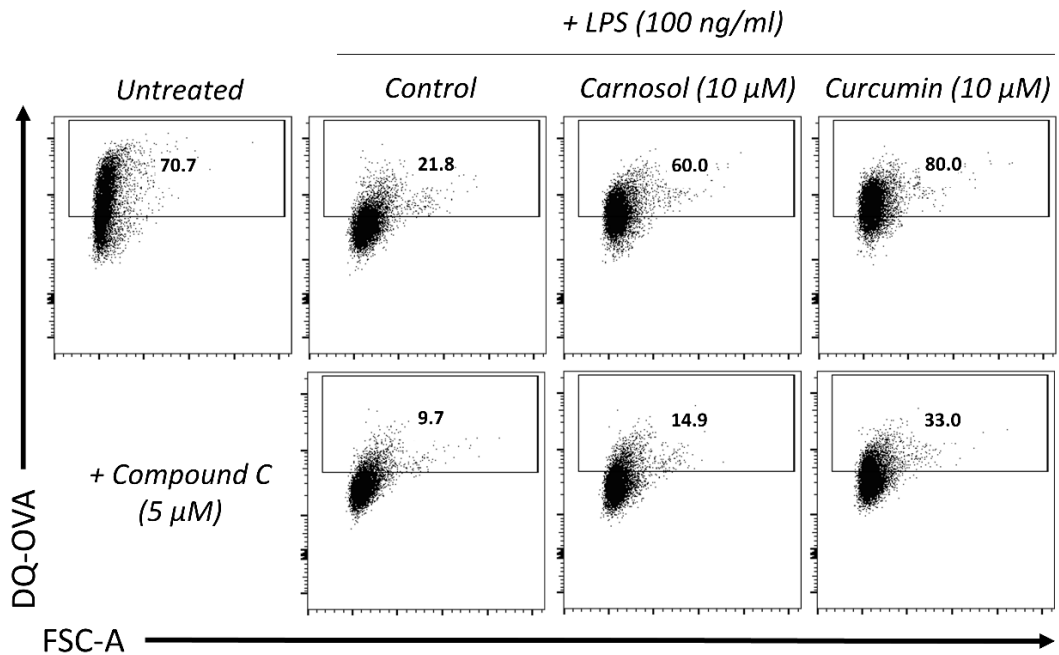 + LPS (100 ng/ml)
Untreated
Control
Carnosol (10 µM)
Curcumin (10 µM)
70.7
21.8
60.0
80.0
9.7
14.9
33.0
+ Compound C
(5 µM)
DQ-OVA
FSC-A